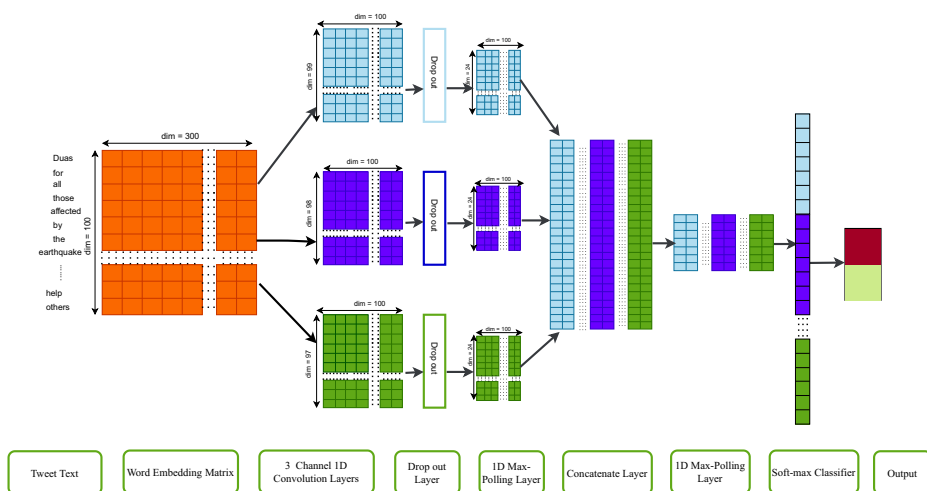 dim = 100
dim = 99
Drop out
dim = 100
dim = 24
dim = 300
Duas
for
all
those
affected
by
the
earthquake
......
help
others
dim = 100
dim = 100
dim = 98
Drop out
dim = 100
dim = 24
dim = 100
dim = 97
Drop out
dim = 100
dim = 24
Tweet Text
Word Embedding Matrix
3 Channel 1D
Convolution Layers
Drop out
Layer
1D Max-
Polling Layer
Concatenate Layer
1D Max-Polling
Layer
Soft-max Classifier
Output